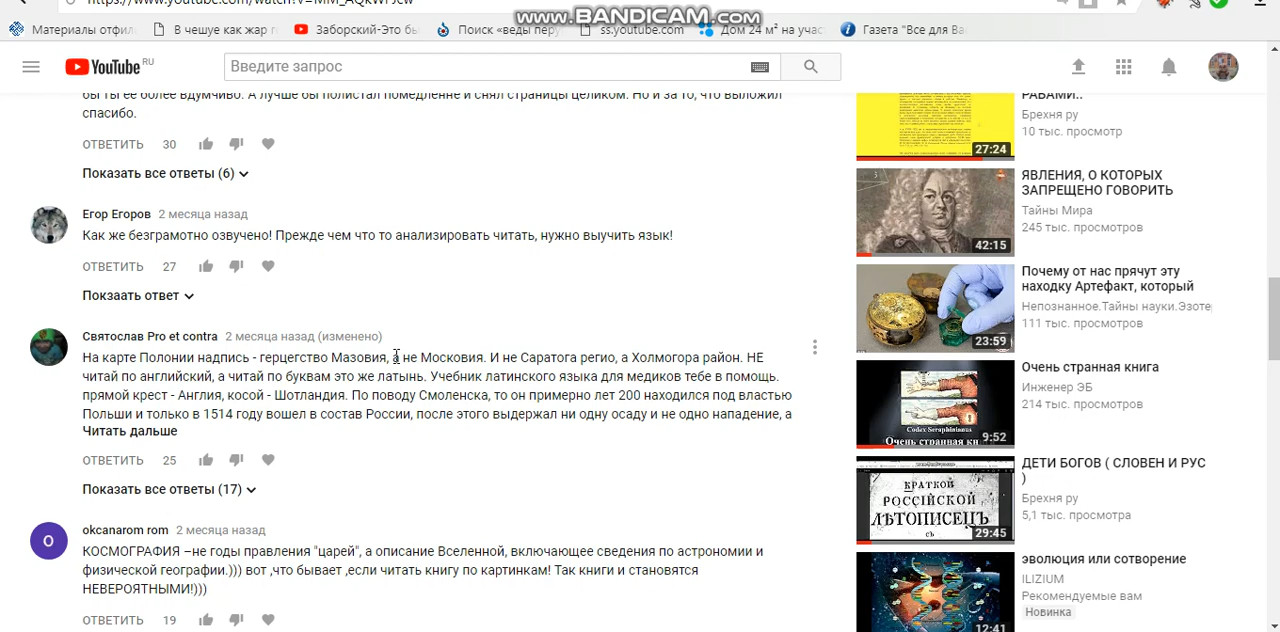 https://www.youtube.com/watch?v=
www.BANDICAM.com
Материалы отфил
В чешуе как жар г
Заборский-Это бы
Поиск «веды перу
ss.youtube.com
Дом 24 м² на учас
Газета "Все для Ва
YouTube RU
Введите запрос
бы ты ее более вдумчиво. А лучше бы полистал помедленне и снял страницы целиком. Но и за то, что выложил
спасибо.
ОТВЕТИТЬ 30
Показать все ответы (6)
Егор Егоров 2 месяца назад
Как же безграмотно озвучено! Прежде чем что то анализировать читать, нужно выучить язык!
ОТВЕТИТЬ 27
Покзаать ответ
Святослав Pro et contra 2 месяца назад (изменено)
На карте Полонии надпись - герцегство Мазовия, а не Московия. И не Саратога регио, а Холмогора район. НЕ
читай по английский, а читай по буквам это же латынь. Учебник латинского языка для медиков тебе в помощь.
прямой крест - Англия, косой - Шотландия. По поводу Смоленска, то он примерно лет 200 находился под властью
Польши и только в 1514 году вошел в состав России, после этого выдержал ни одну осаду и не одно нападение, а
Читать дальше
ОТВЕТИТЬ 25
Показать все ответы (17)
O
okcanarom rom 2 месяца назад
КОСМОГРАФИЯ –не годы правления "царей", а описание Вселенной, включающее сведения по астрономии и
физической географии.))) вот ,что бывает ,если читать книгу по картинкам! Так книги и становятся
НЕВЕРОЯТНЫМИ!)))
ОТВЕТИТЬ 19
РАБАМИ..
Брехня ру
10 тыс. просмотр
27:24
ЯВЛЕНИЯ, О КОТОРЫХ
ЗАПРЕЩЕНО ГОВОРИТЬ
Тайны Мира
245 тыс. просмотров
42:15
Почему от нас прячут эту
находку Артефакт, который
Непознанное.Тайны науки.Эзоте
111 тыс. просмотров
23:59
Очень странная книга
Инженер ЭБ
214 тыс. просмотров
Codex Seraphinianus
Очень странная кн
9:52
ДЕТИ БОГОВ ( СЛОВЕН И РУС
)
Брехня ру
5,1 тыс. просмотра
КРАТКОЙ
РОССІЙСКОЙ
ЛѢТОПИСЕЦЪ
съ
29:45
эволюция или сотворение
ILIZIUM
Рекомендуемые вам
Новинка
12:41